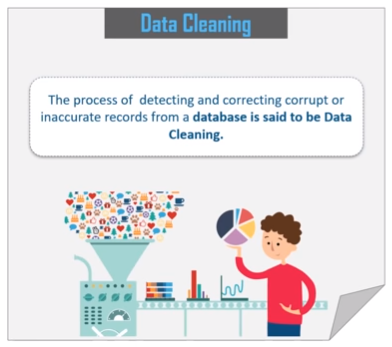 Data Cleaning
The process of detecting and correcting corrupt or
inaccurate records from a database is said to be Data
Cleaning.